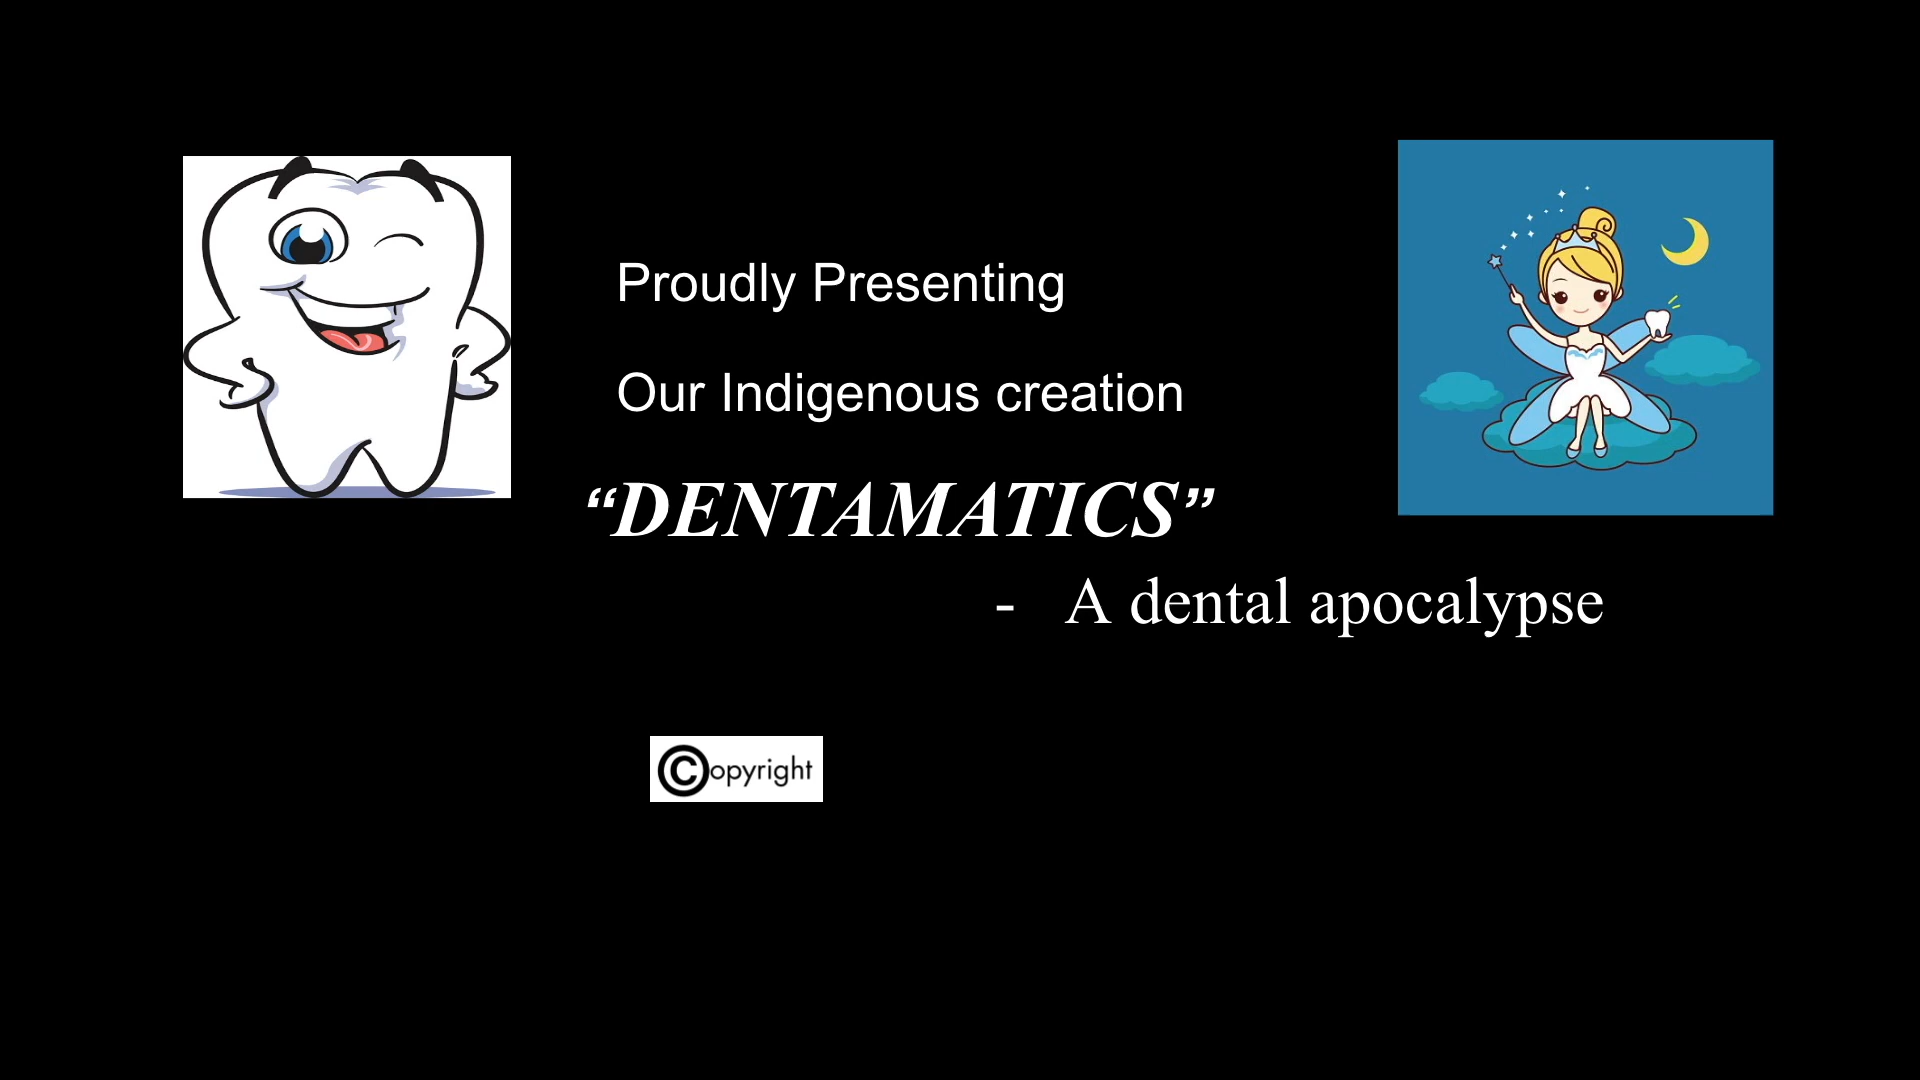 Proudly Presenting
Our Indigenous creation
“DENTAMATICS”
- A dental apocalypse
©opyright